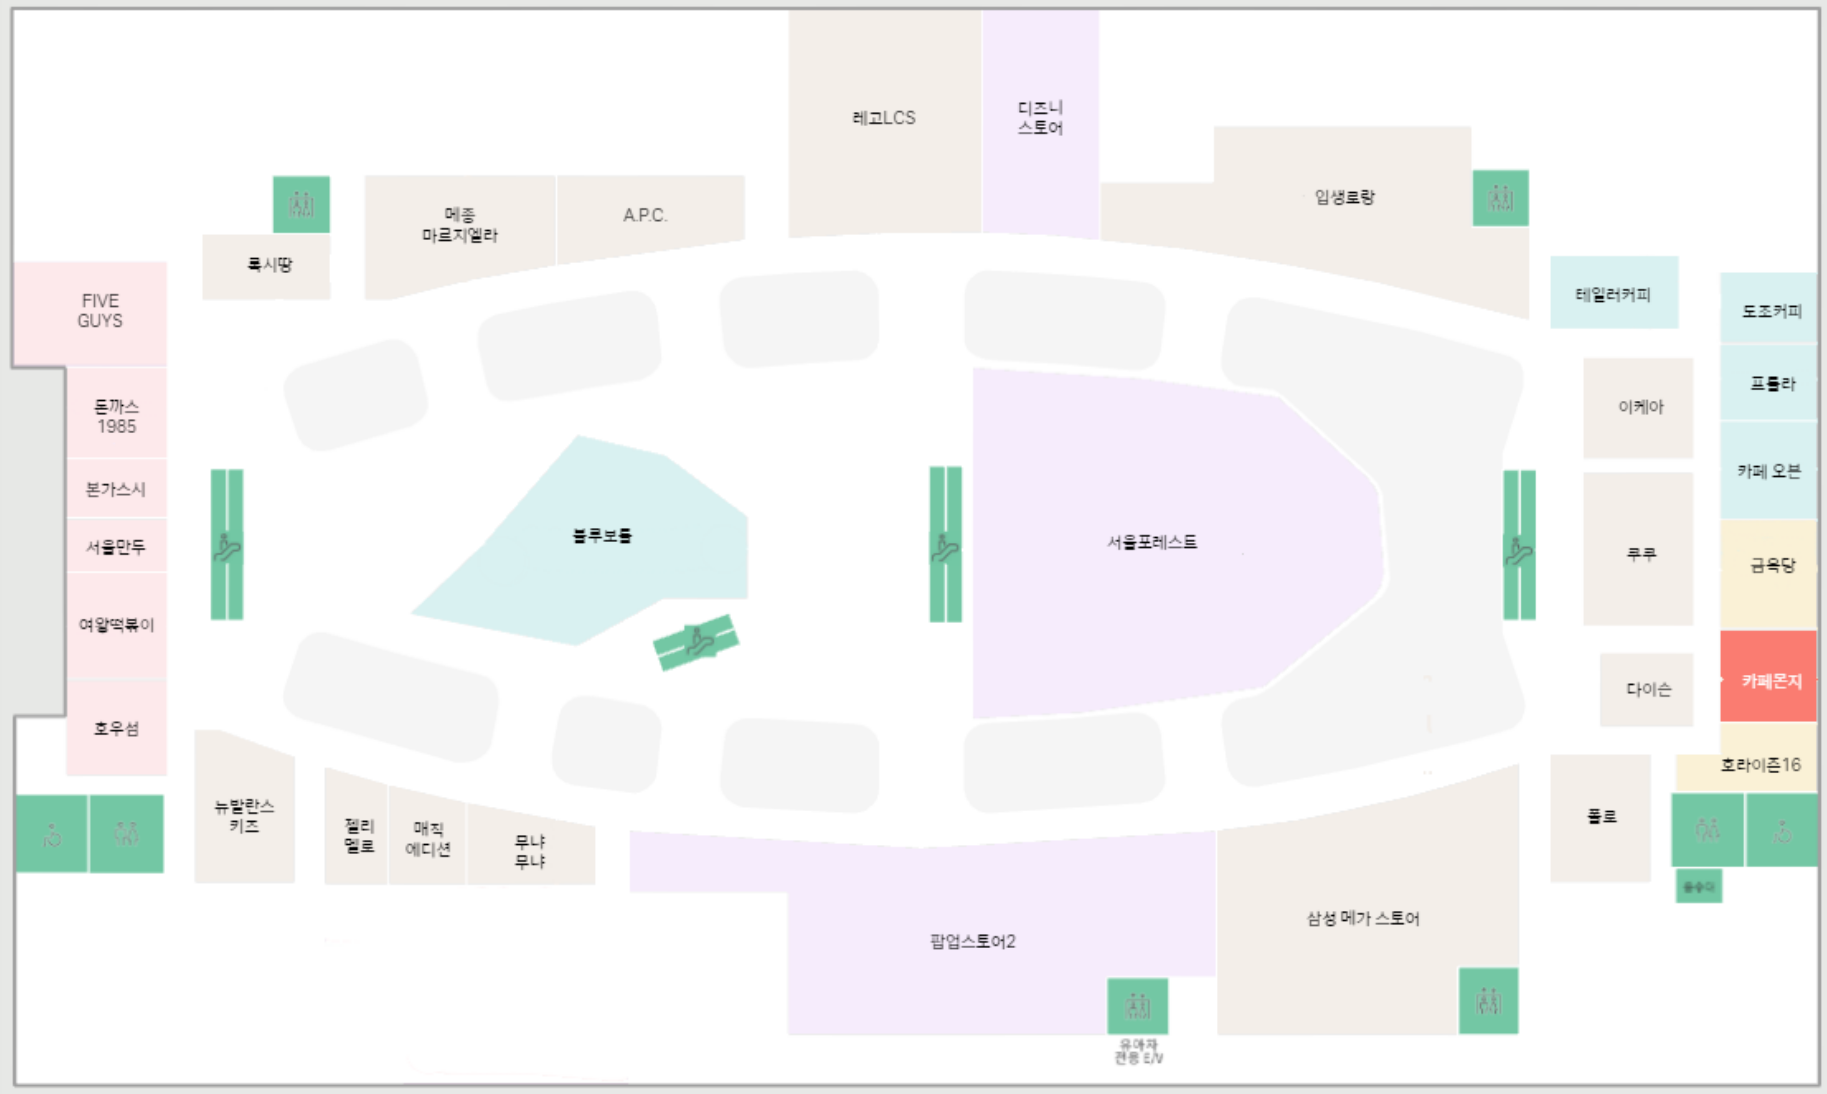 레고LCS
디즈니
스토어
입생로랑
메종
마르지엘라
A.P.C.
록시땅
FIVE
GUYS
테일러커피
도조커피
돈까스
1985
이케아
프톨라
본가스시
카페 오븐
서울만두
블루보틀
서울포레스트
쿠쿠
금옥당
여왕떡볶이
다이슨
카페몬지
호우섬
호라이즌16
뉴발란스
키즈
젤리
멜로
매직
에디션
무냐
무냐
폴로
음수대
삼성 메가 스토어
팝업스토어2
유아차
전용 E/V